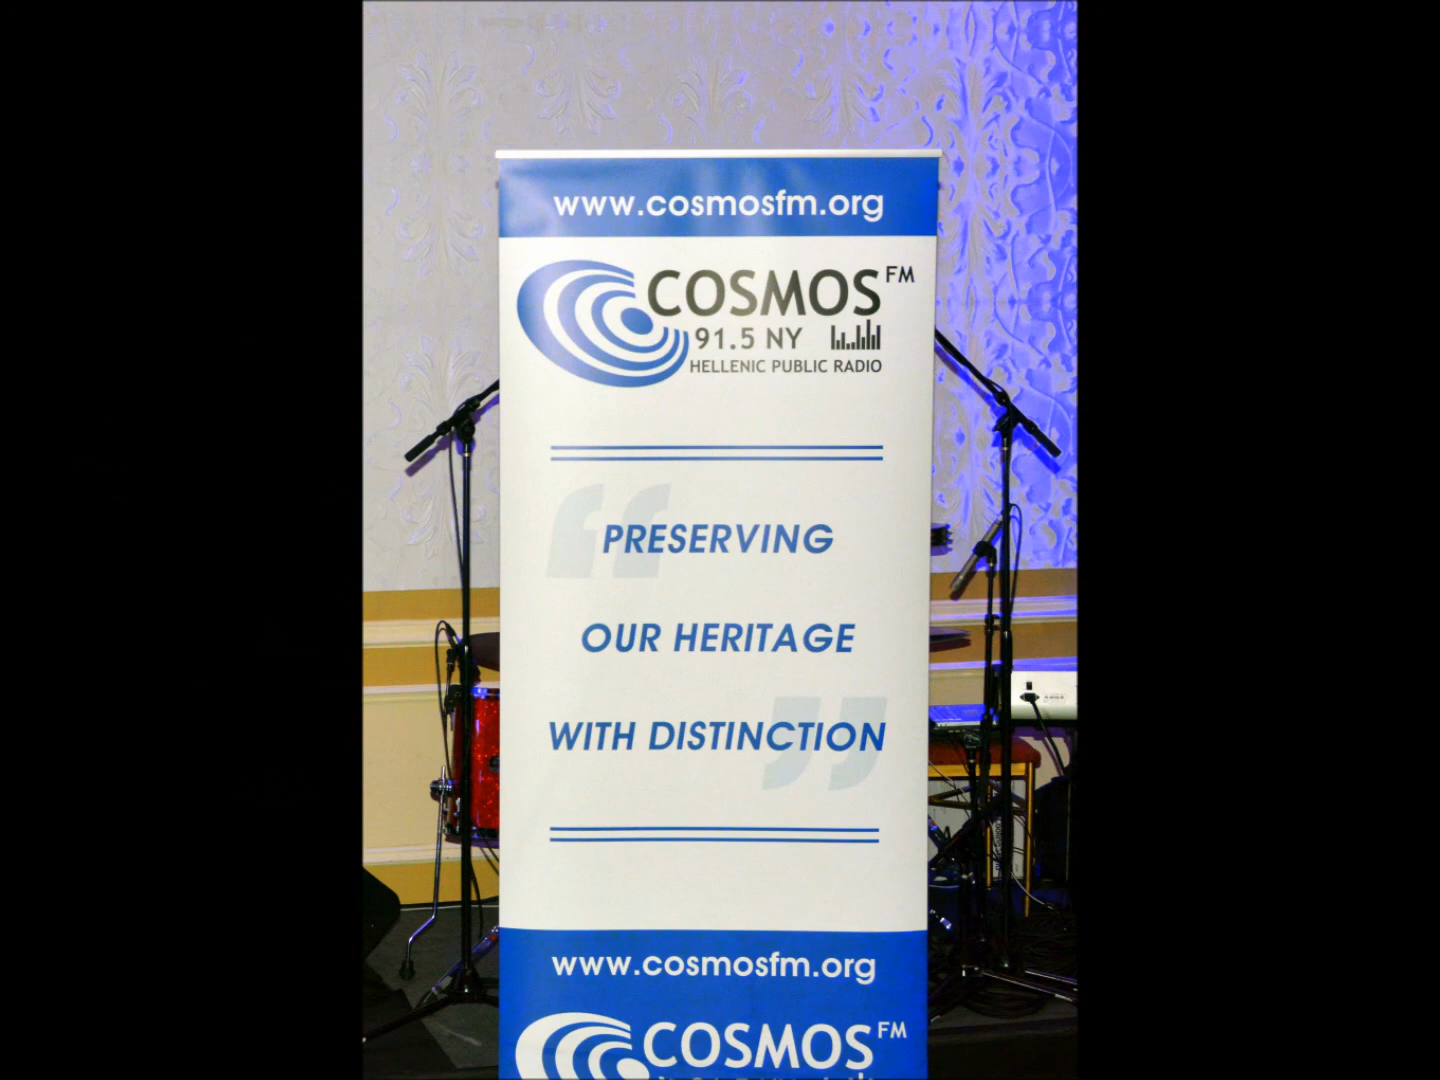 www.cosmosfm.org
COSMOS FM
91.5 NY
HELLENIC PUBLIC RADIO
“PRESERVING
OUR HERITAGE
WITH DISTINCTION”
www.cosmosfm.org
COSMOS FM